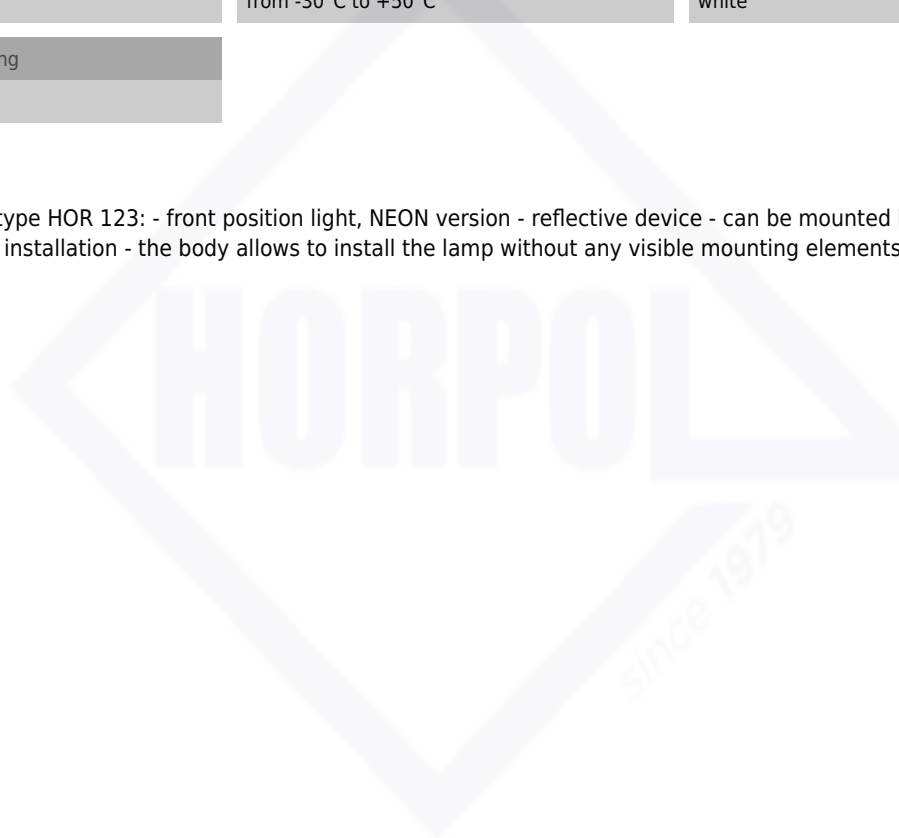 from -30°C to +50°C white
ng
type HOR 123: - front position light, NEON version - reflective device - can be mounted
installation - the body allows to install the lamp without any visible mounting elements
HORPOL
since 1979